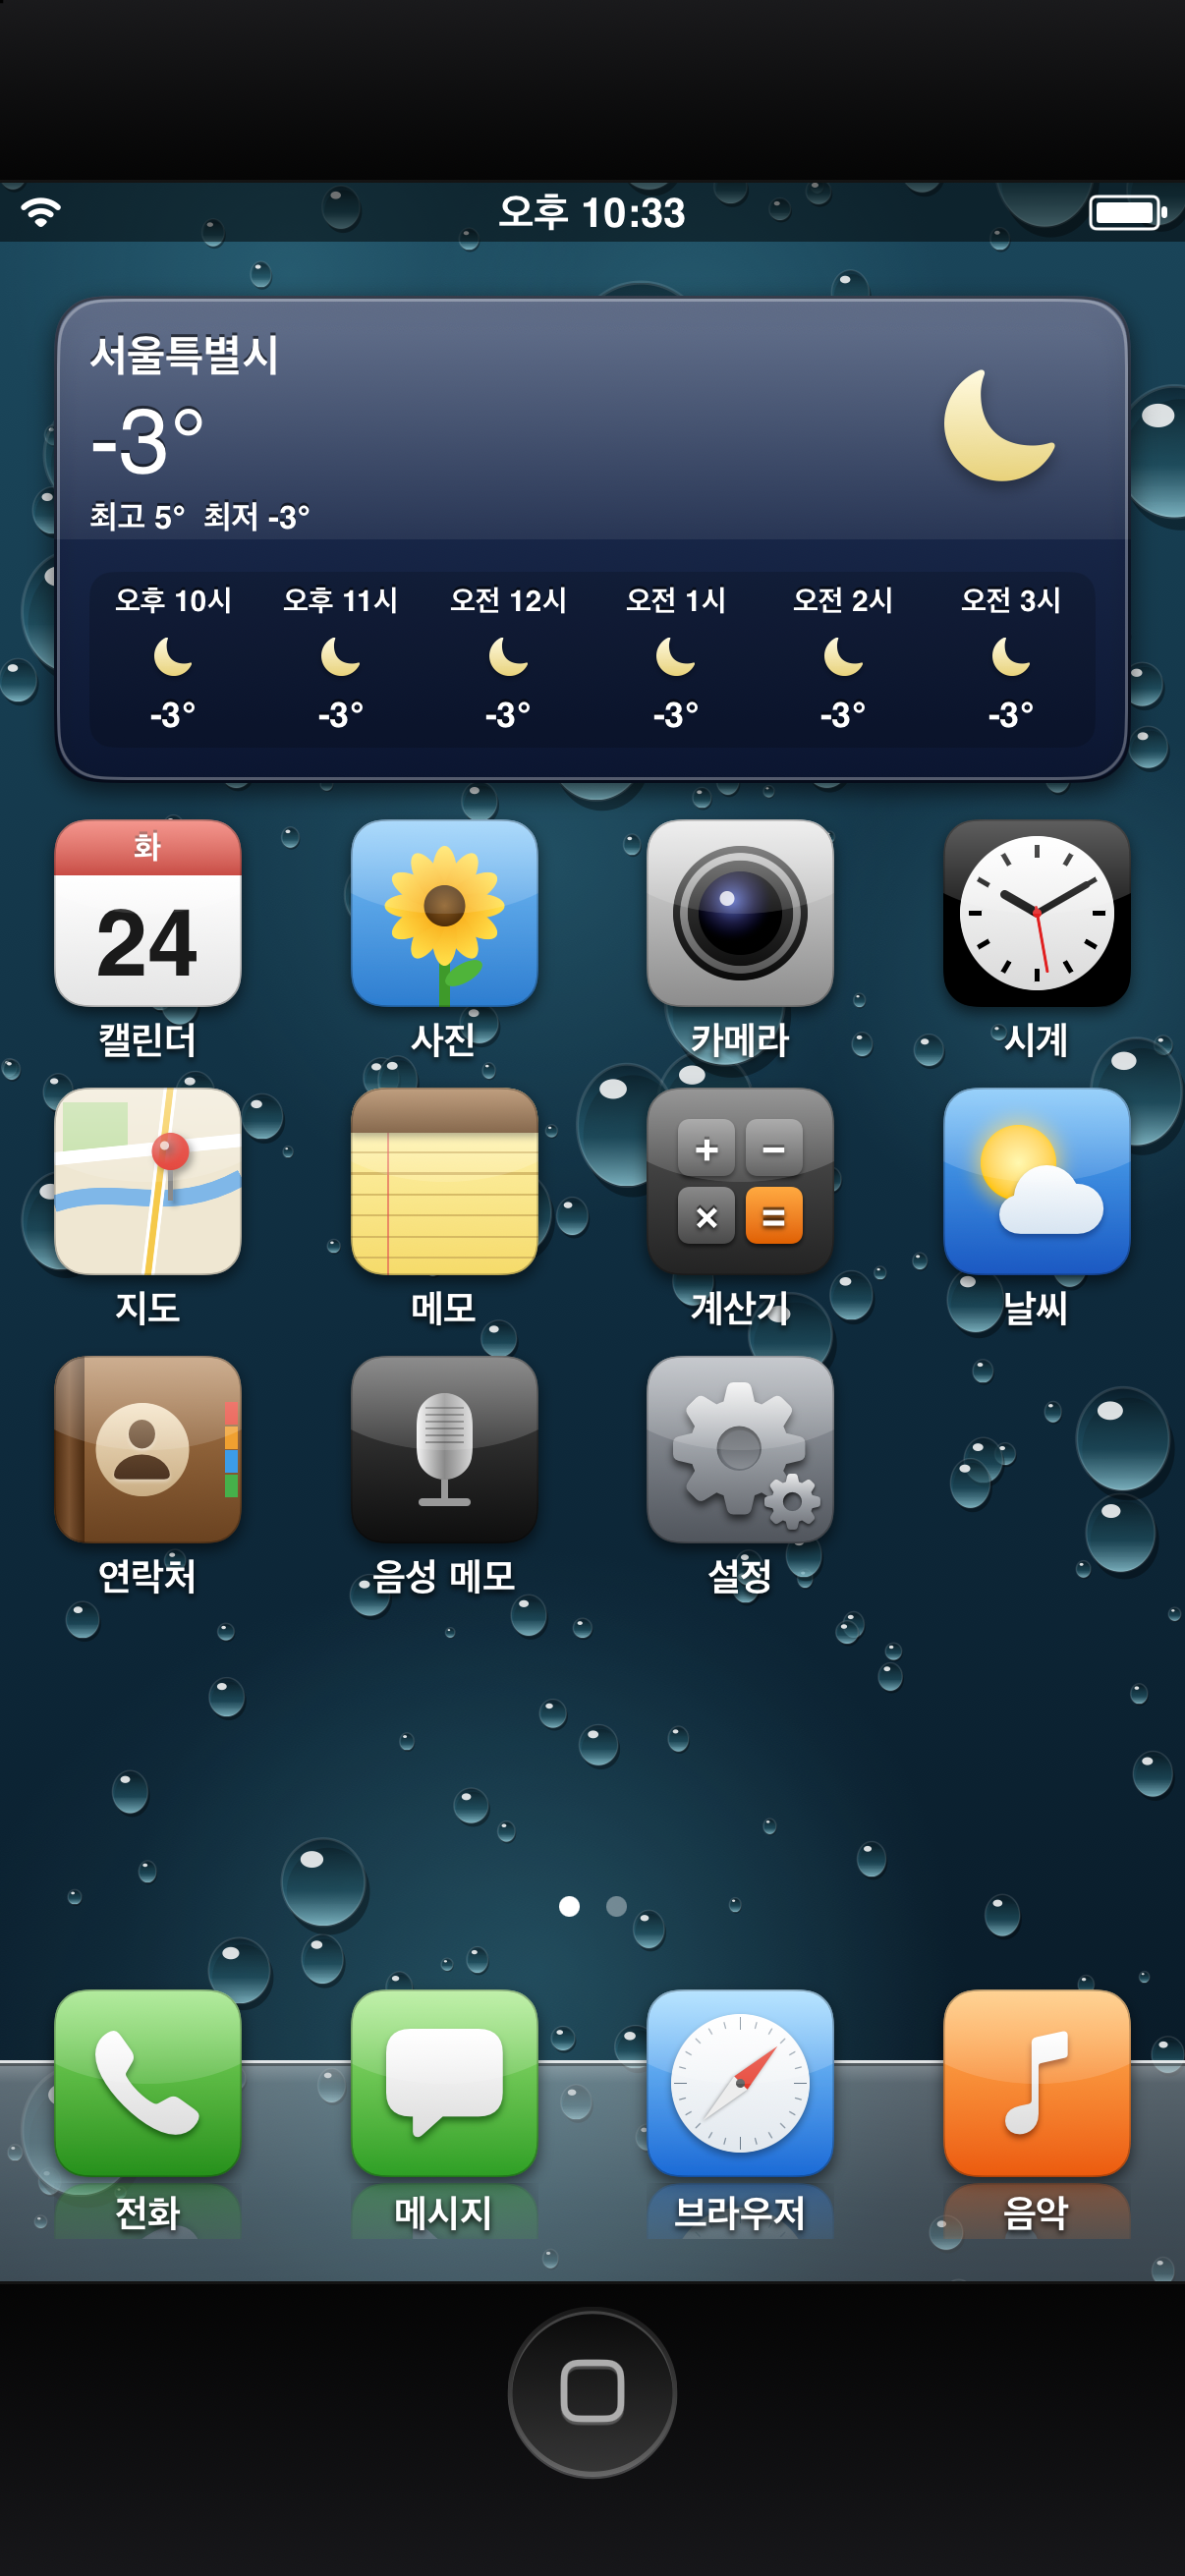 오후 10:33
서울특별시
-3°
최고 5° 최저 -3°
오후 10시 오후 11시 오전 12시 오전 1시 오전 2시 오전 3시
-3° -3° -3° -3° -3° -3°
화
24
캘린더 사진 카메라 시계
+ −
× =
지도 메모 계산기 날씨
연락처 음성 메모 설정
전화 메시지 브라우저 음악